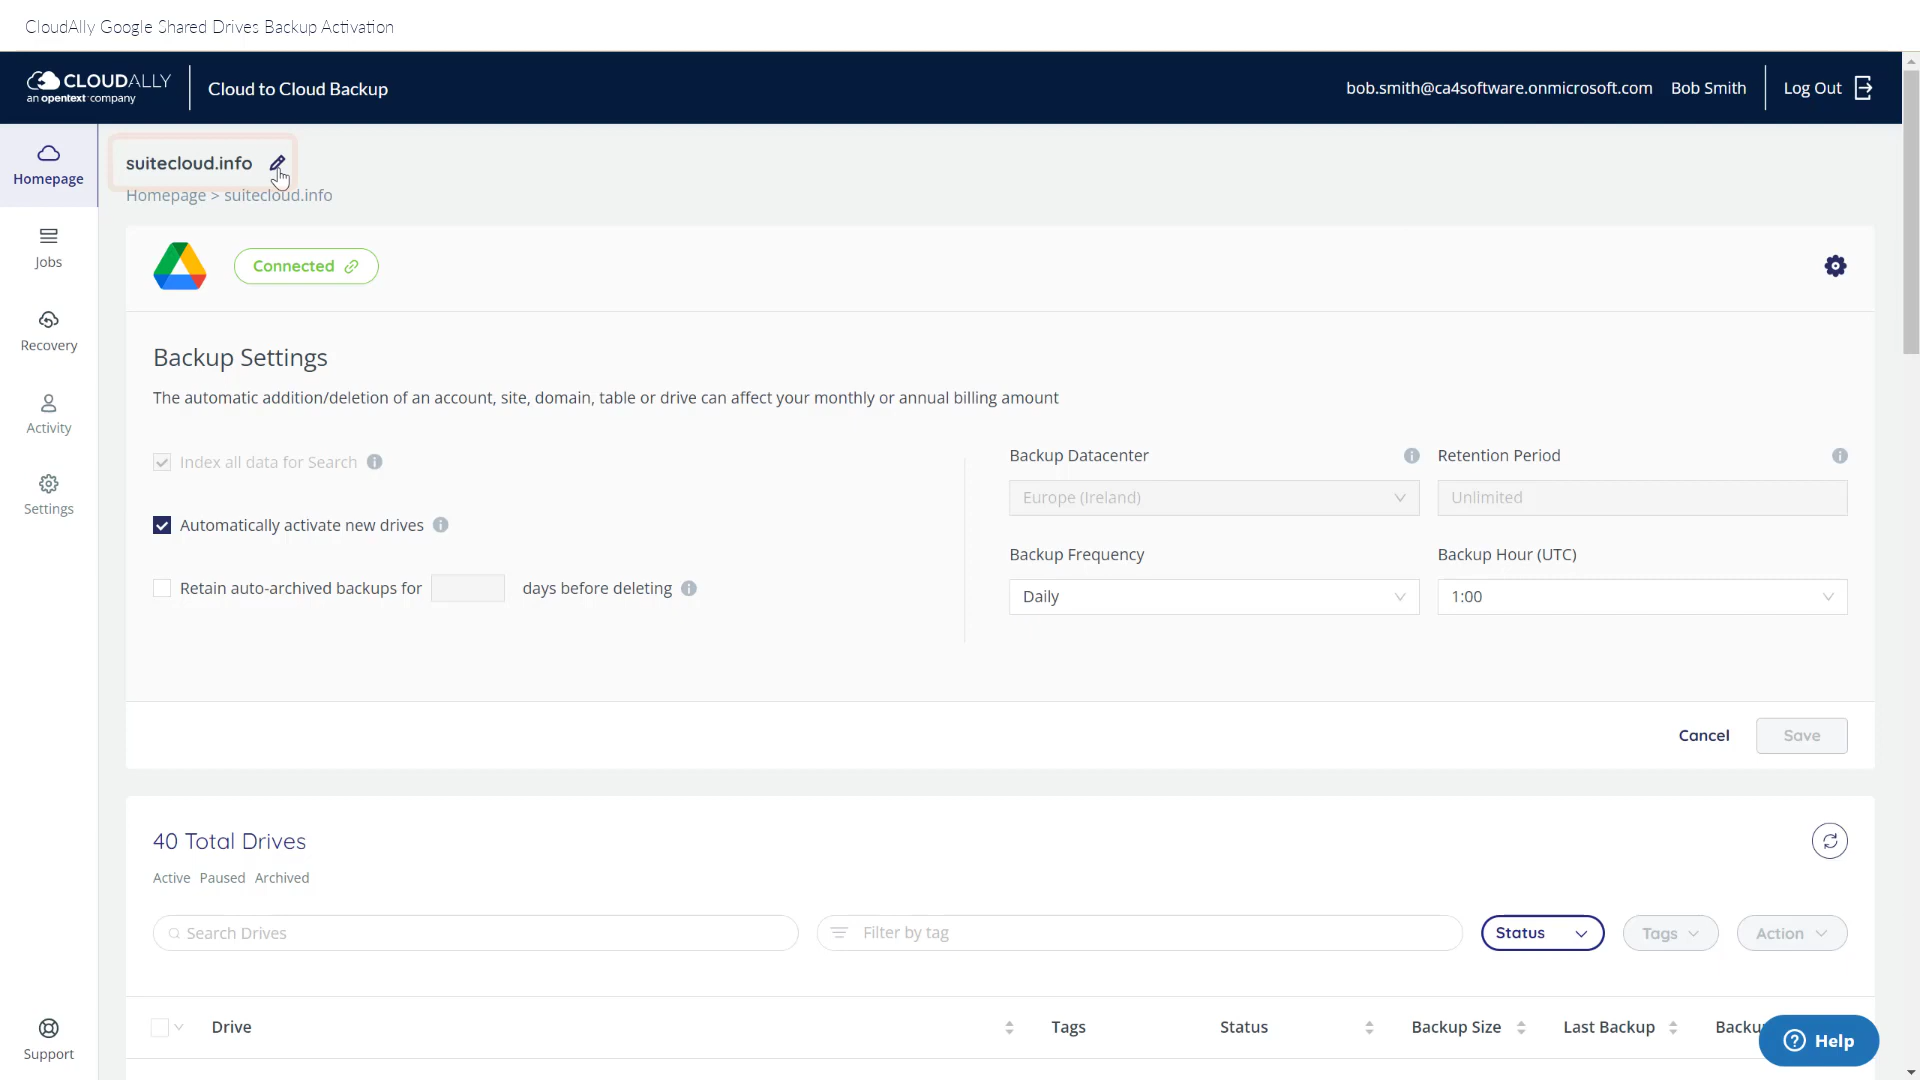 CloudAlly Google Shared Drives Backup Activation
CLOUDALLY
an opentext company
Cloud to Cloud Backup
bob.smith@ca4software.onmicrosoft.com Bob Smith Log Out
Homepage
Jobs
Recovery
Activity
Settings
Support
suitecloud.info
Homepage > suitecloud.info
Connected
Backup Settings
The automatic addition/deletion of an account, site, domain, table or drive can affect your monthly or annual billing amount
Index all data for Search
Automatically activate new drives
Retain auto-archived backups for days before deleting
Backup Datacenter
Europe (Ireland)
Retention Period
Unlimited
Backup Frequency
Daily
Backup Hour (UTC)
1:00
Cancel Save
40 Total Drives
Active Paused Archived
Search Drives
Filter by tag
Status Tags Action
Drive Tags Status Backup Size Last Backup
Help